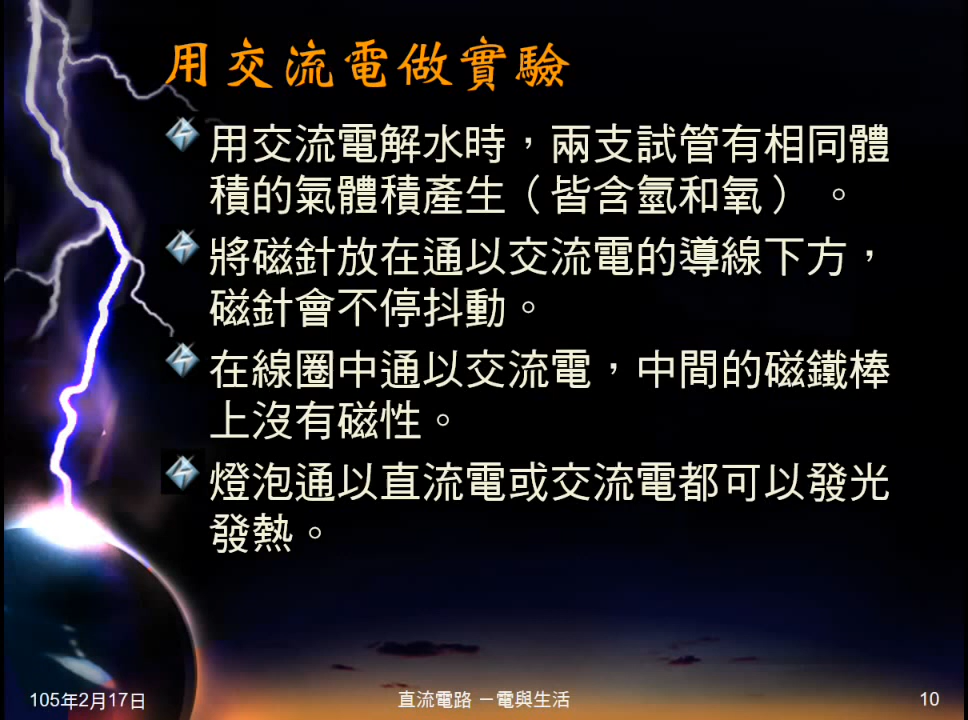 用交流電做實驗
用交流電解水時，兩支試管有相同體
積的氣體積產生（皆含氫和氧） 。
將磁針放在通以交流電的導線下方，
磁針會不停抖動。
在線圈中通以交流電，中間的磁鐵棒
上沒有磁性。
燈泡通以直流電或交流電都可以發光
發熱。
105年2月17日
直流電路 －電與生活
10